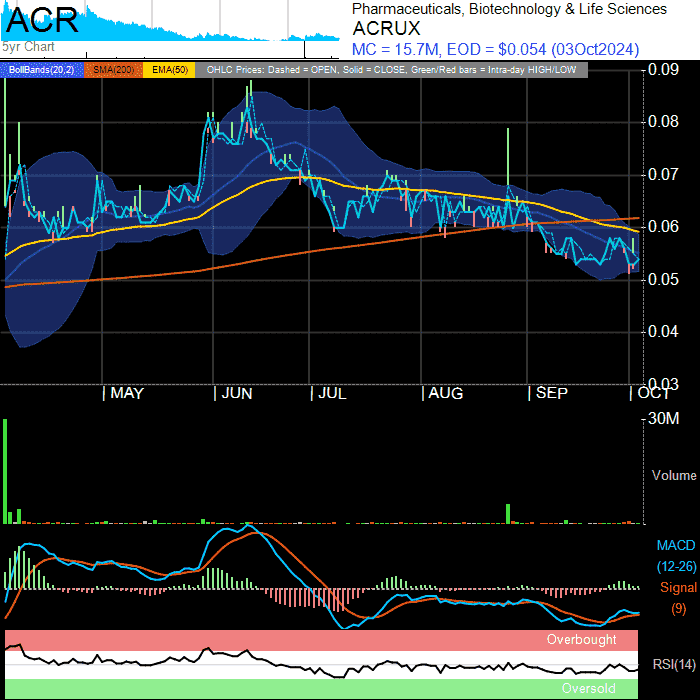 ACR
5yr Chart
Pharmaceuticals, Biotechnology & Life Sciences
ACRUX
MC = 15.7M, EOD = $0.054 (03Oct2024)
BollBands(20,2) SMA(200) EMA(50) OHLC Prices: Dashed = OPEN, Solid = CLOSE, Green/Red bars = Intra-day HIGH/LOW
0.09
0.08
0.07
0.06
0.05
0.04
0.03
MAY JUN JUL AUG SEP OCT
30M
Volume
MACD
(12-26)
Signal
(9)
Overbought
RSI(14)
Oversold